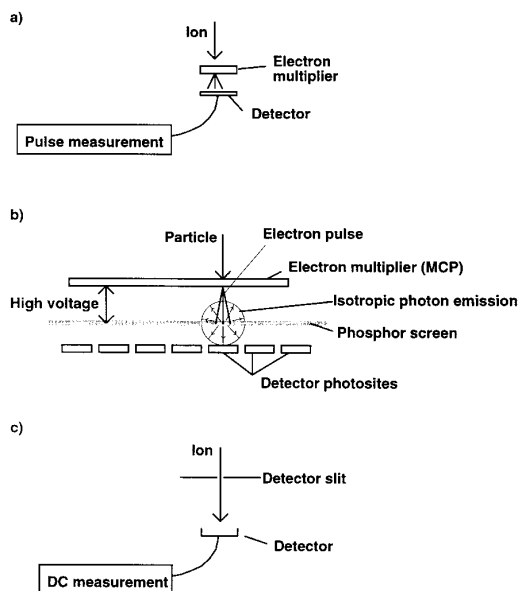 a)
Ion
Electron
multiplier
Detector
Pulse measurement
b)
Electron pulse
Particle
Electron multiplier (MCP)
High voltage
Isotropic photon emission
Phosphor screen
Detector photosites
c)
Ion
Detector slit
Detector
DC measurement